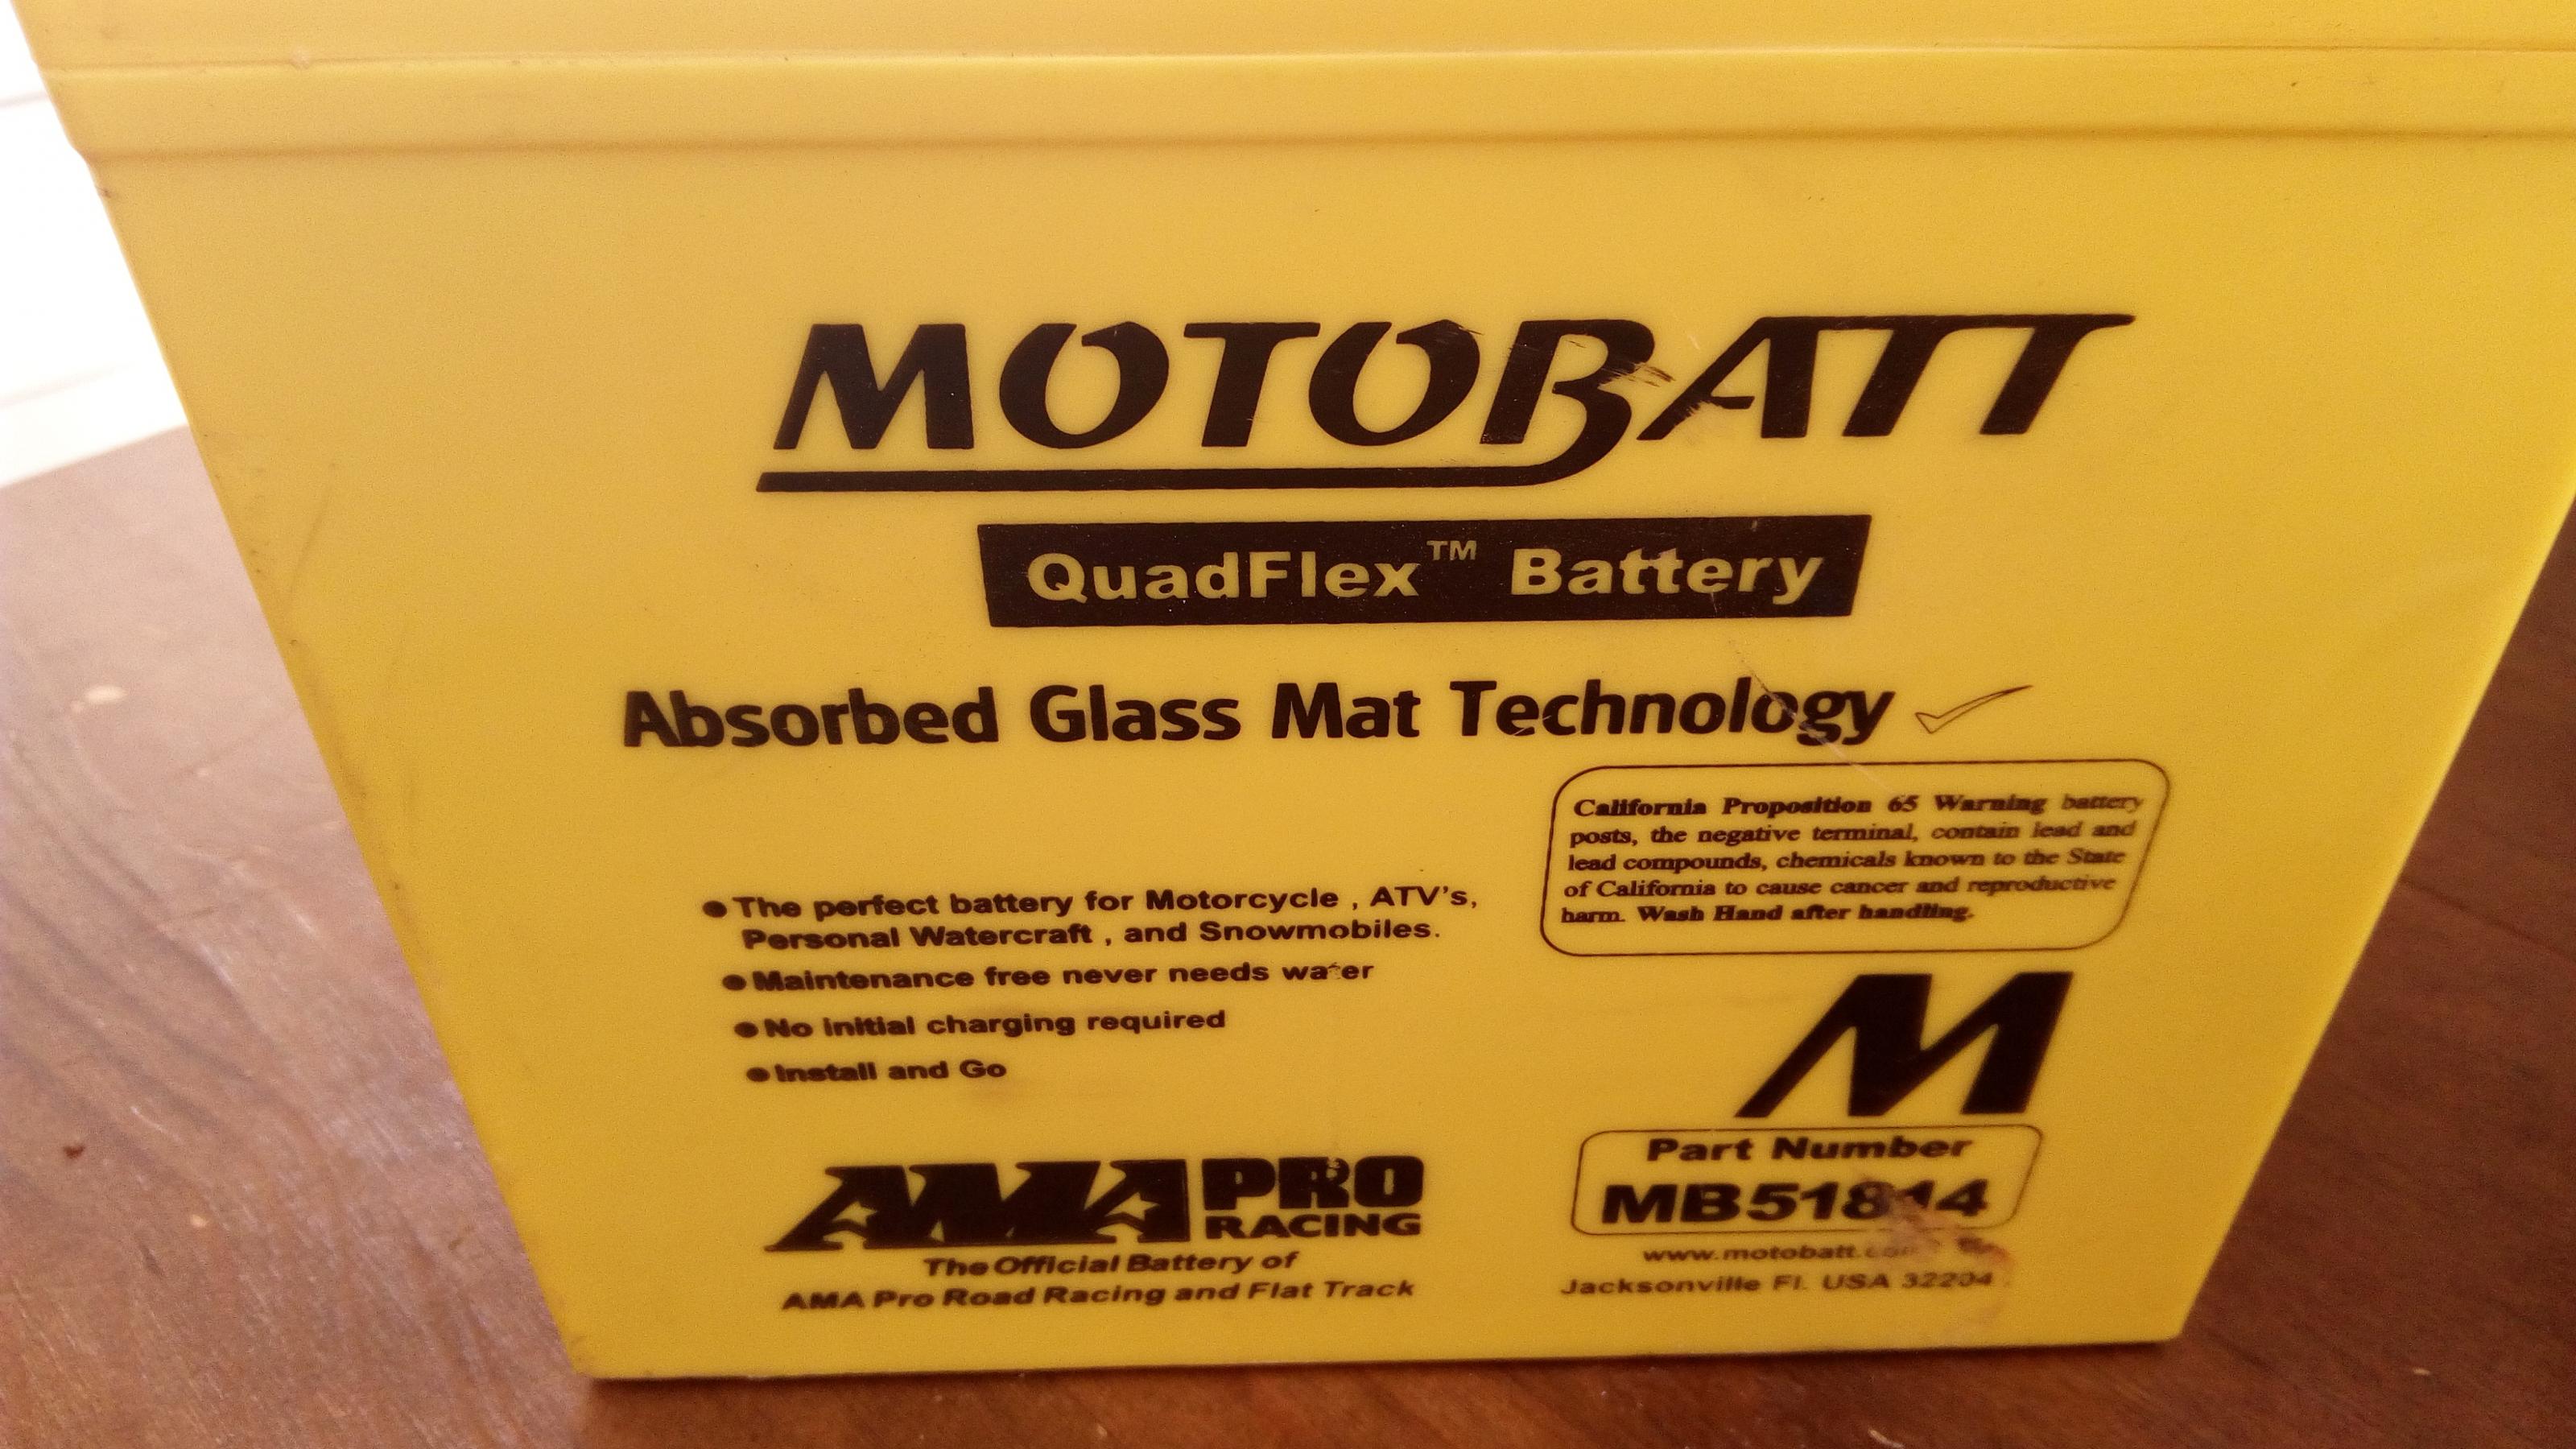 MOTOBATT
QuadFlex™ Battery
Absorbed Glass Mat Technology
California Proposition 65 Warning battery
posts, the negative terminal, contain lead and
lead compounds, chemicals known to the State
of California to cause cancer and reproductive
harm. Wash Hand after handling.
● The perfect battery for Motorcycle , ATV's,
Personal Watercraft , and Snowmobiles.
● Maintenance free never needs water
● No initial charging required
● Install and Go
M
AMA PRO
RACING
The Official Battery of
AMA Pro Road Racing and Flat Track
Part Number
MB51814
www.motobatt.com
Jacksonville Fl. USA 32204